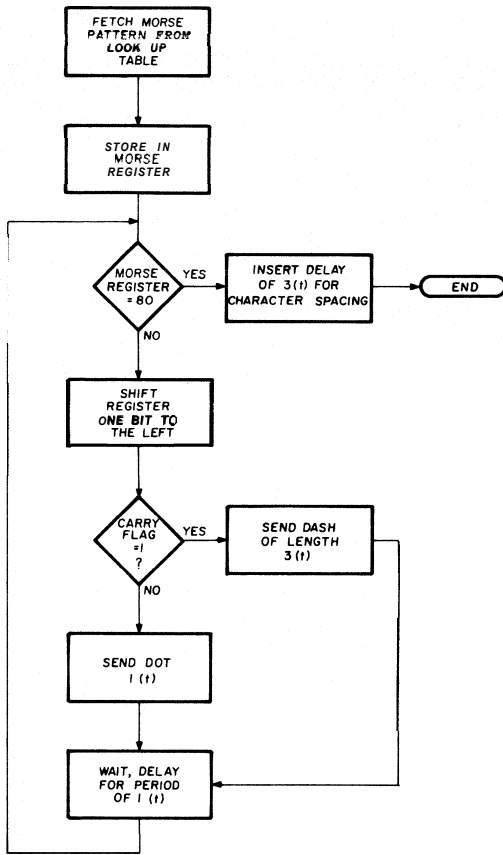 FETCH MORSE
PATTERN FROM
LOOK UP
TABLE
STORE IN
MORSE
REGISTER
MORSE
REGISTER
= 80
YES
NO
INSERT DELAY
OF 3(t) FOR
CHARACTER SPACING
END
SHIFT
REGISTER
ONE BIT TO
THE LEFT
CARRY
FLAG
=1
?
YES
NO
SEND DASH
OF LENGTH
3(t)
SEND DOT
1(t)
WAIT, DELAY
FOR PERIOD
OF 1(t)